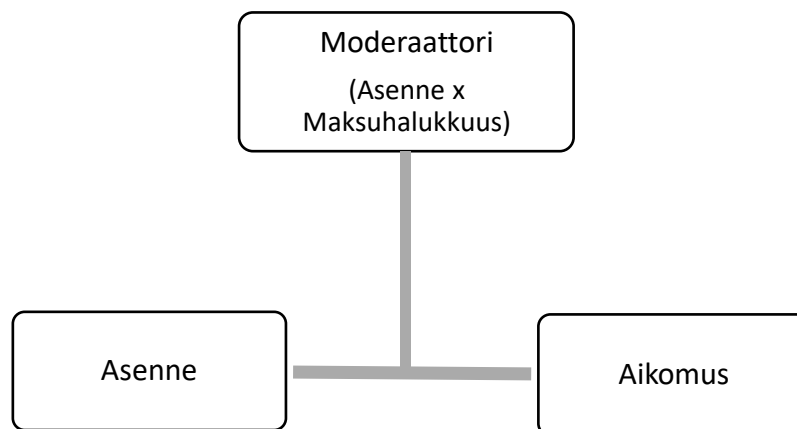 Moderaattori
(Asenne x
Maksuhalukkuus)
Asenne
Aikomus